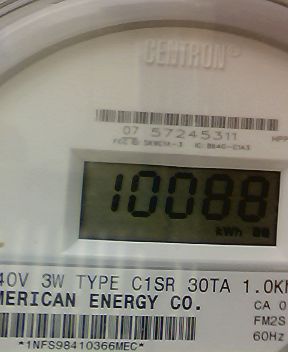 CENTRON®
07 57245311
10088
kWh
40V 3W TYPE C1SR 30TA 1.0K
MERICAN ENERGY CO.
CA 0
FM2S
60Hz
*1NFS98410366MEC*